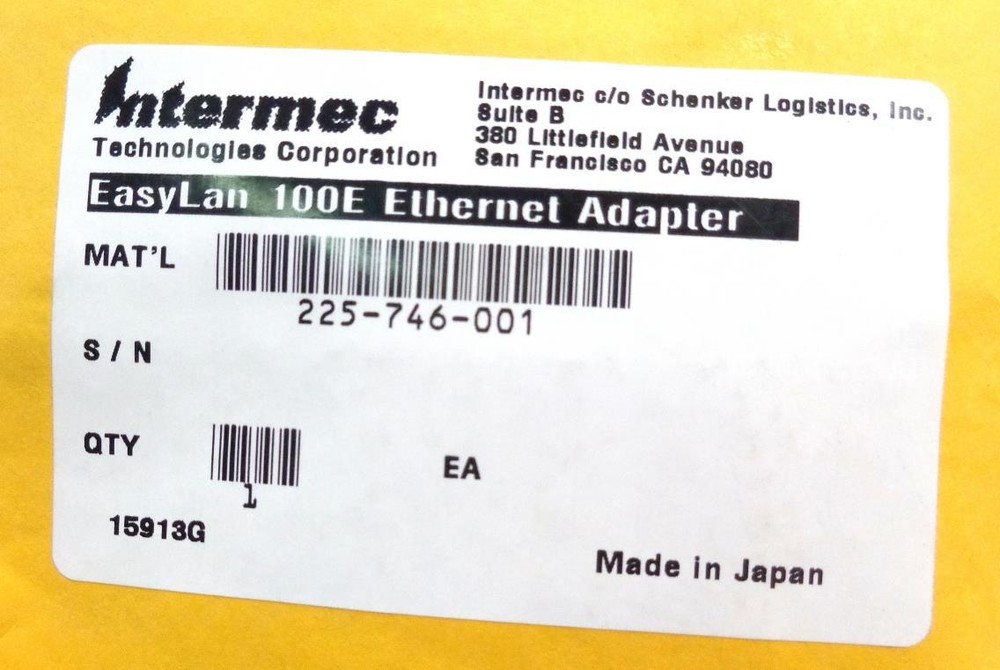 Intermec
Technologies Corporation
Intermec c/o Schenker Logistics, Inc.
Suite B
380 Littlefield Avenue
San Francisco CA 94080
EasyLan 100E Ethernet Adapter
MAT'L
225-746-001
S / N
QTY
1
EA
15913G
Made in Japan